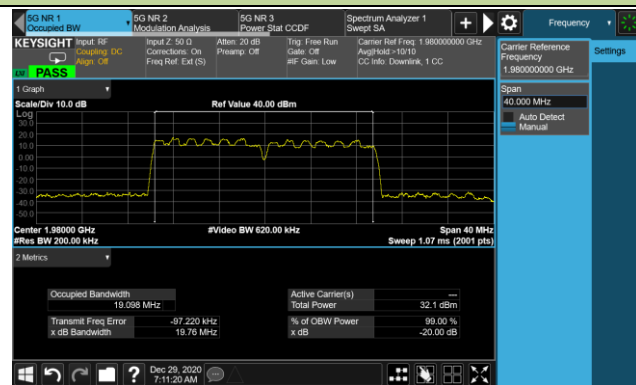 5G NR 1
Occupied BW
5G NR 2
Modulation Analysis
5G NR 3
Power Stat CCDF
Spectrum Analyzer 1
Swept SA
Frequency
KEYSIGHT
Input: RF
Coupling: DC
Align: Off
Input Z: 50 Ω
Corrections: On
Freq Ref: Ext (S)
Atten: 20 dB
Preamp: Off
Trig: Free Run
Gate: Off
#IF Gain: Low
Carrier Ref Freq: 1.980000000 GHz
Avg|Hold:>10/10
CC Info: Downlink, 1 CC
PASS
Carrier Reference Frequency
1.980000000 GHz
Settings
Span
40.000 MHz
Auto Detect
Manual
1 Graph
Scale/Div 10.0 dB
Ref Value 40.00 dBm
Log
30.0
20.0
10.0
0.00
-10.0
-20.0
-30.0
-40.0
-50.0
Center 1.98000 GHz
#Video BW 620.00 kHz
Span 40 MHz
#Res BW 200.00 kHz
Sweep 1.07 ms (2001 pts)
2 Metrics
Occupied Bandwidth
19.098 MHz
Active Carrier(s)
---
Total Power
32.1 dBm
Transmit Freq Error
-97.220 kHz
% of OBW Power
99.00 %
x dB Bandwidth
19.76 MHz
x dB
-20.00 dB
?
Dec 29, 2020
7:11:20 AM